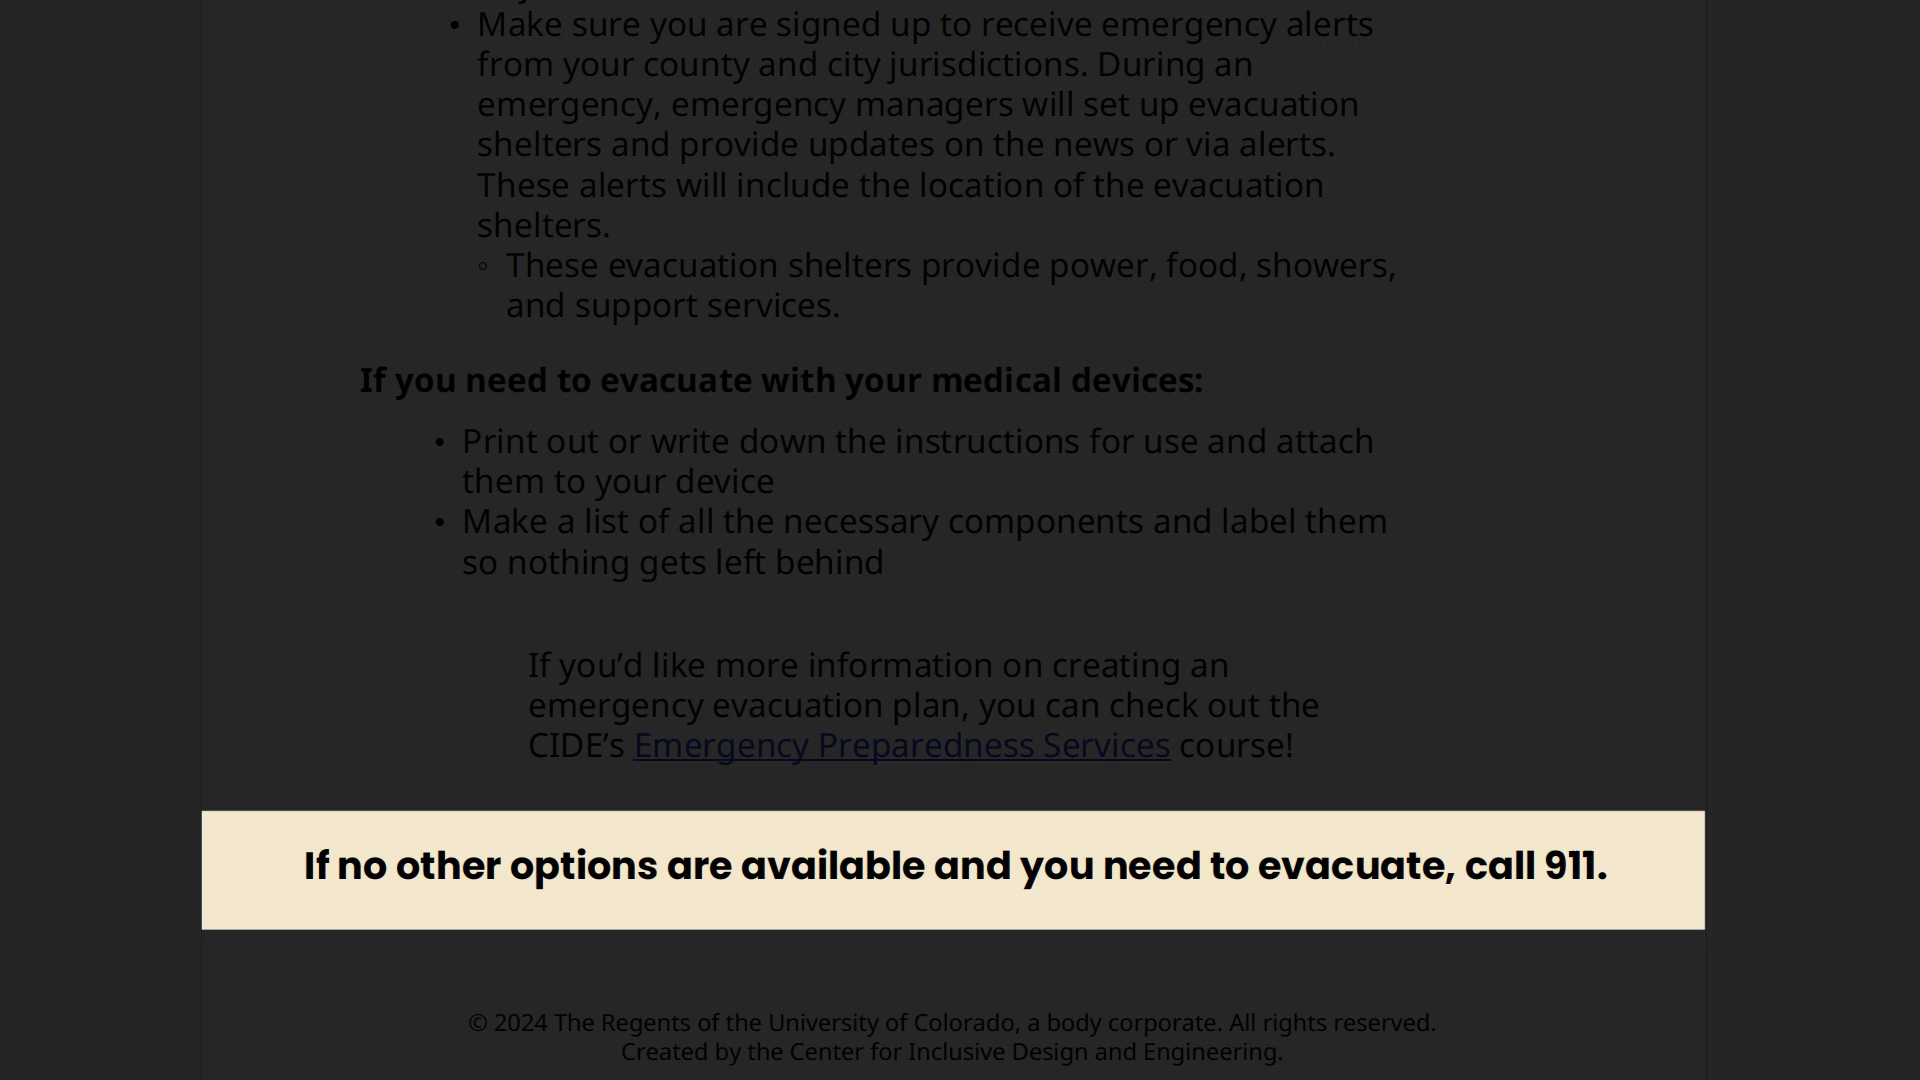 • Make sure you are signed up to receive emergency alerts
from your county and city jurisdictions. During an
emergency, emergency managers will set up evacuation
shelters and provide updates on the news or via alerts.
These alerts will include the location of the evacuation
shelters.
◦ These evacuation shelters provide power, food, showers,
and support services.
If you need to evacuate with your medical devices:
• Print out or write down the instructions for use and attach
them to your device
• Make a list of all the necessary components and label them
so nothing gets left behind
If you’d like more information on creating an
emergency evacuation plan, you can check out the
CIDE’s Emergency Preparedness Services course!
If no other options are available and you need to evacuate, call 911.
© 2024 The Regents of the University of Colorado, a body corporate. All rights reserved.
Created by the Center for Inclusive Design and Engineering.